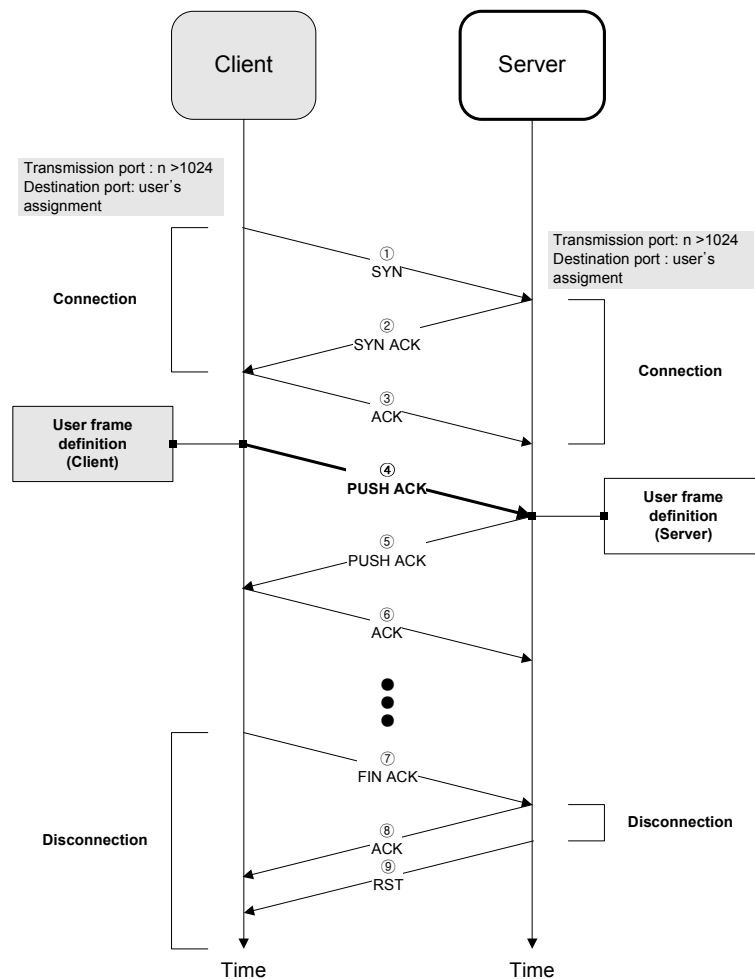 Client
Server
Transmission port : n >1024
Destination port: user's
assignment
①
SYN
Transmission port: n >1024
Destination port : user's
assigment
Connection
②
SYN ACK
Connection
③
ACK
User frame
definition
(Client)
④
PUSH ACK
User frame
definition
(Server)
⑤
PUSH ACK
⑥
ACK
⑦
FIN ACK
Disconnection
Disconnection
⑧
ACK
⑨
RST
Time
Time